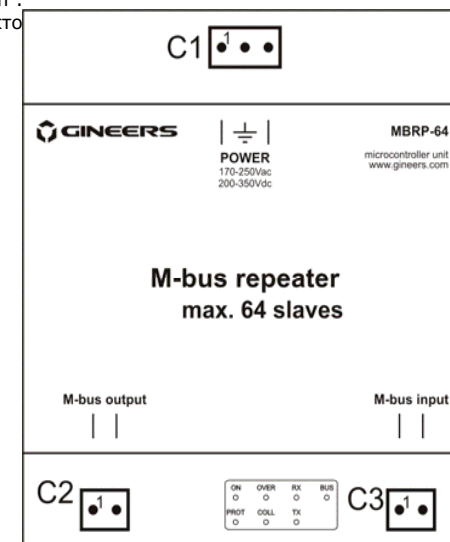 кто
C1 1
GINEERS
POWER
170-250Vac
200-350Vdc
MBRP-64
microcontroller unit
www.gineers.com
M-bus repeater
max. 64 slaves
M-bus output
M-bus input
C2 1
ON OVER RX BUS
PROT COLL TX
C3 1